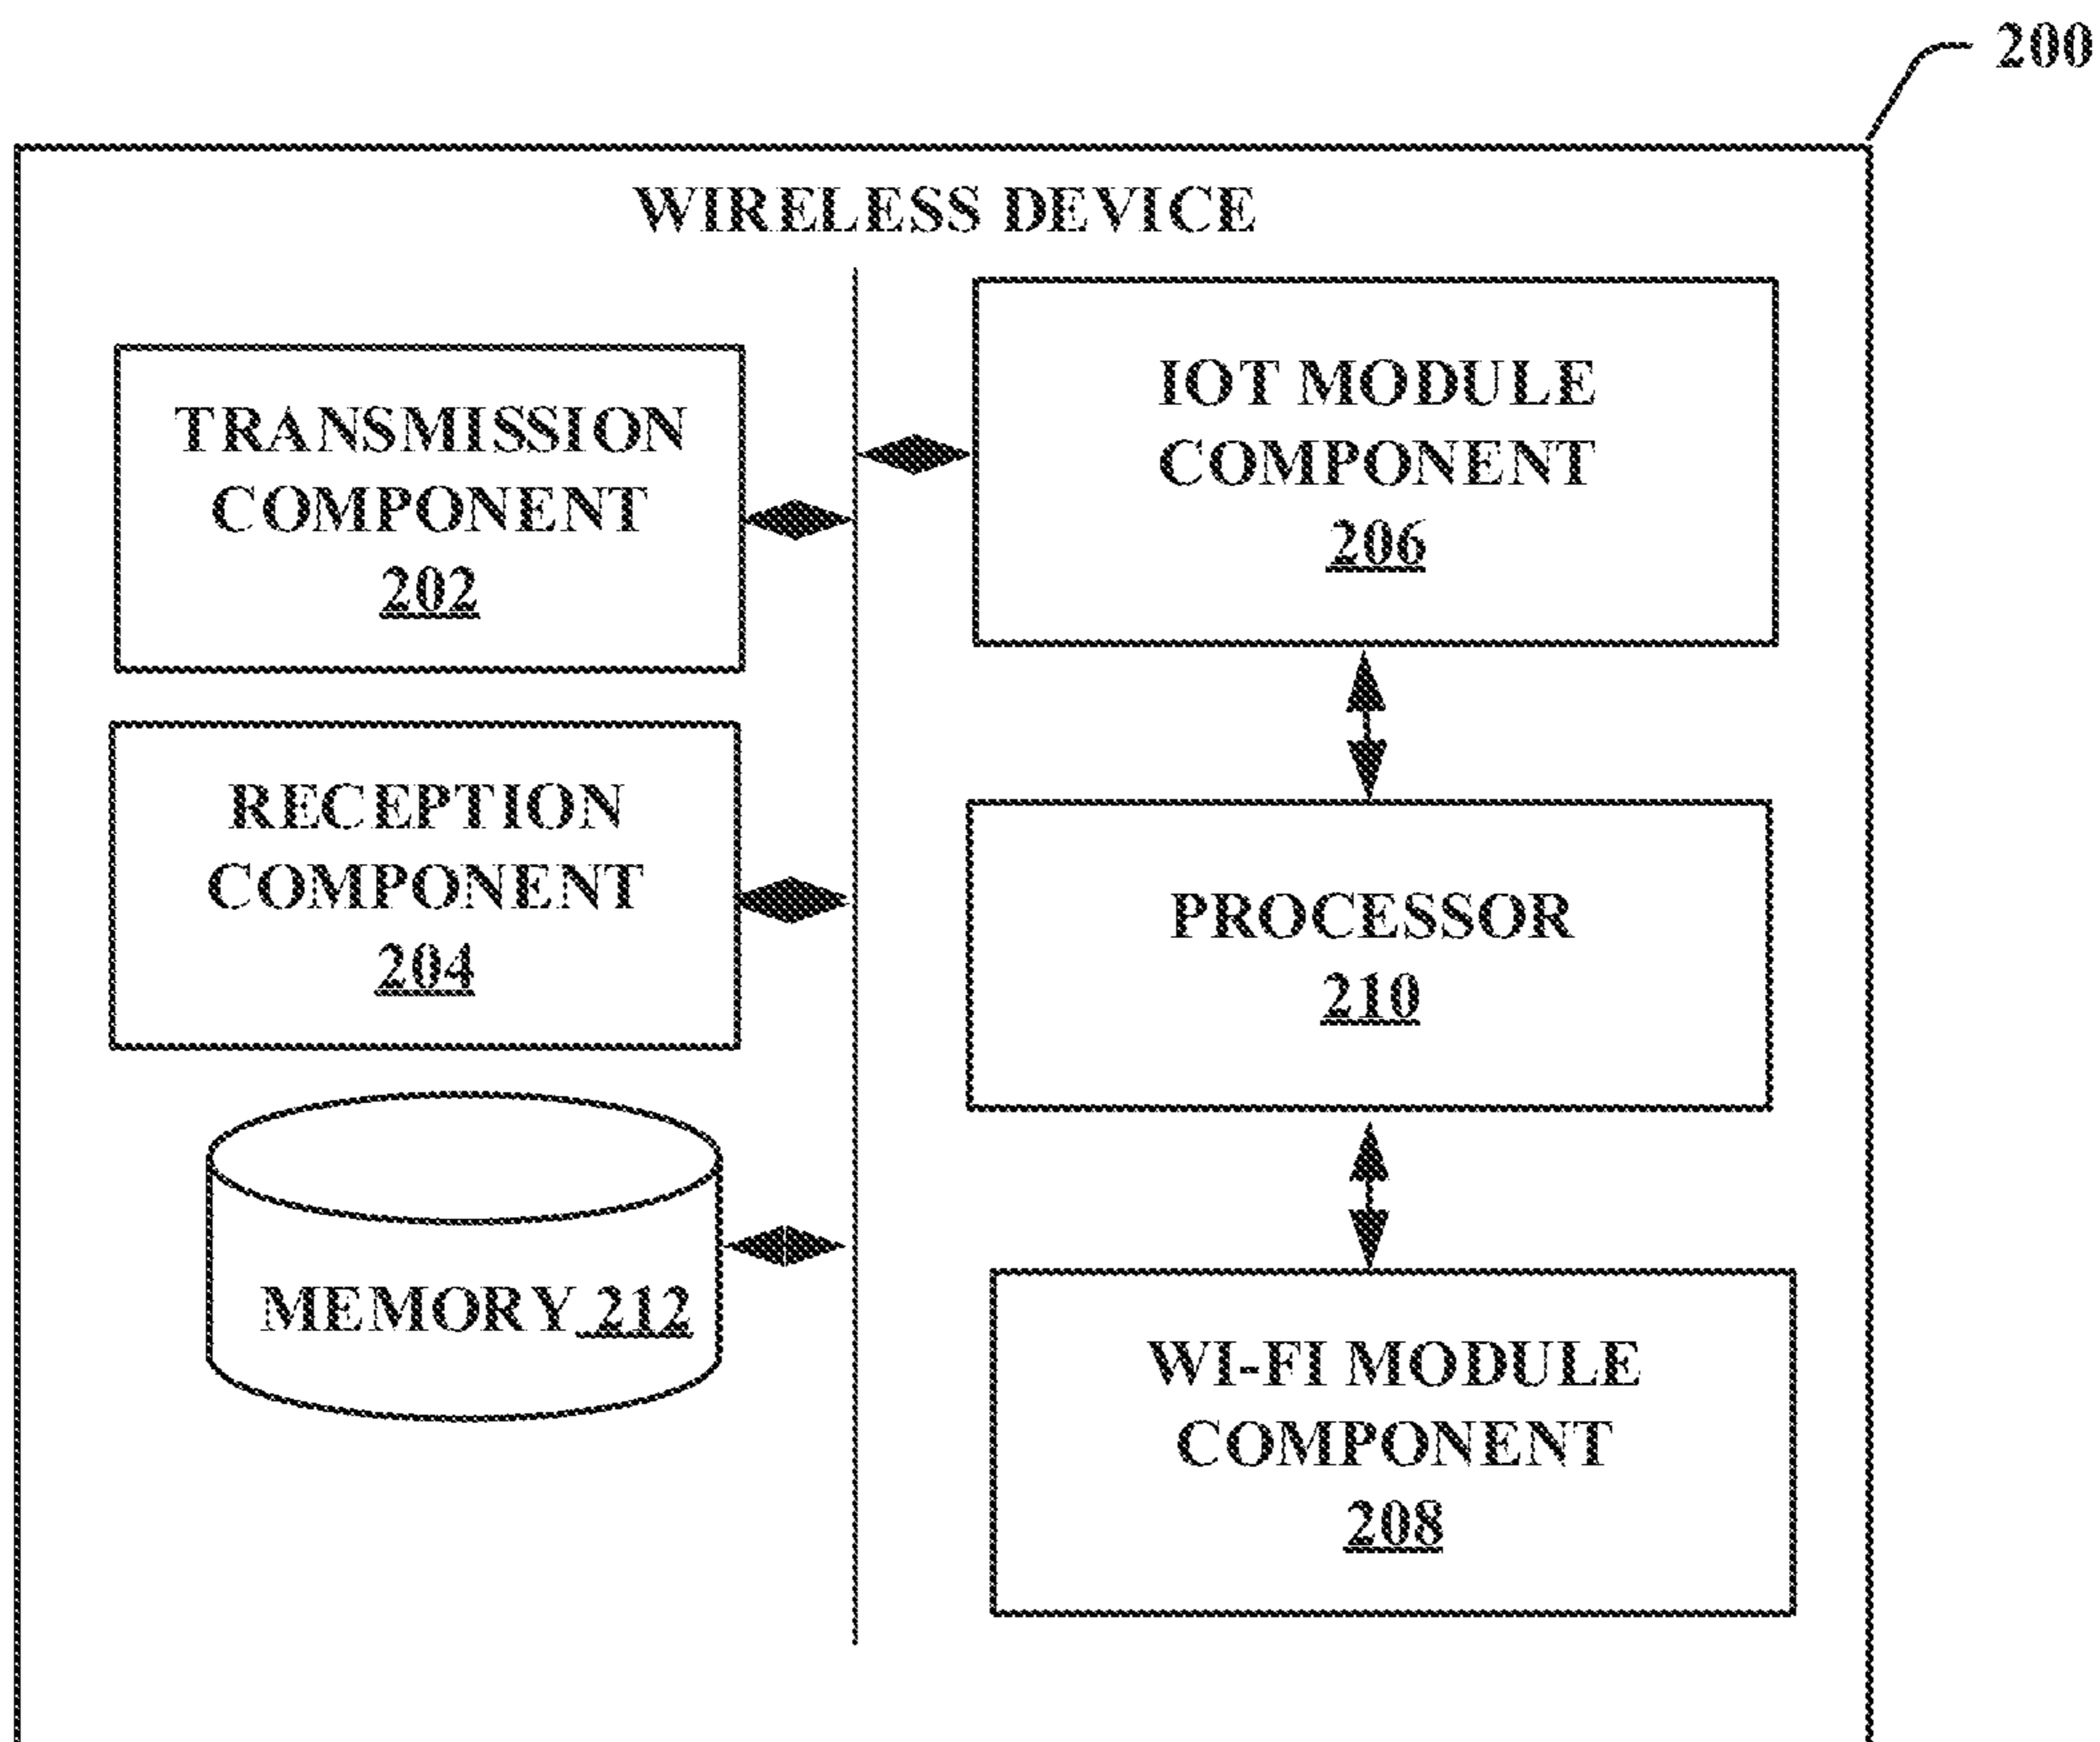 200
WIRELESS DEVICE
TRANSMISSION
COMPONENT
202
RECEPTION
COMPONENT
204
MEMORY 212
IOT MODULE
COMPONENT
206
PROCESSOR
210
WI-FI MODULE
COMPONENT
208